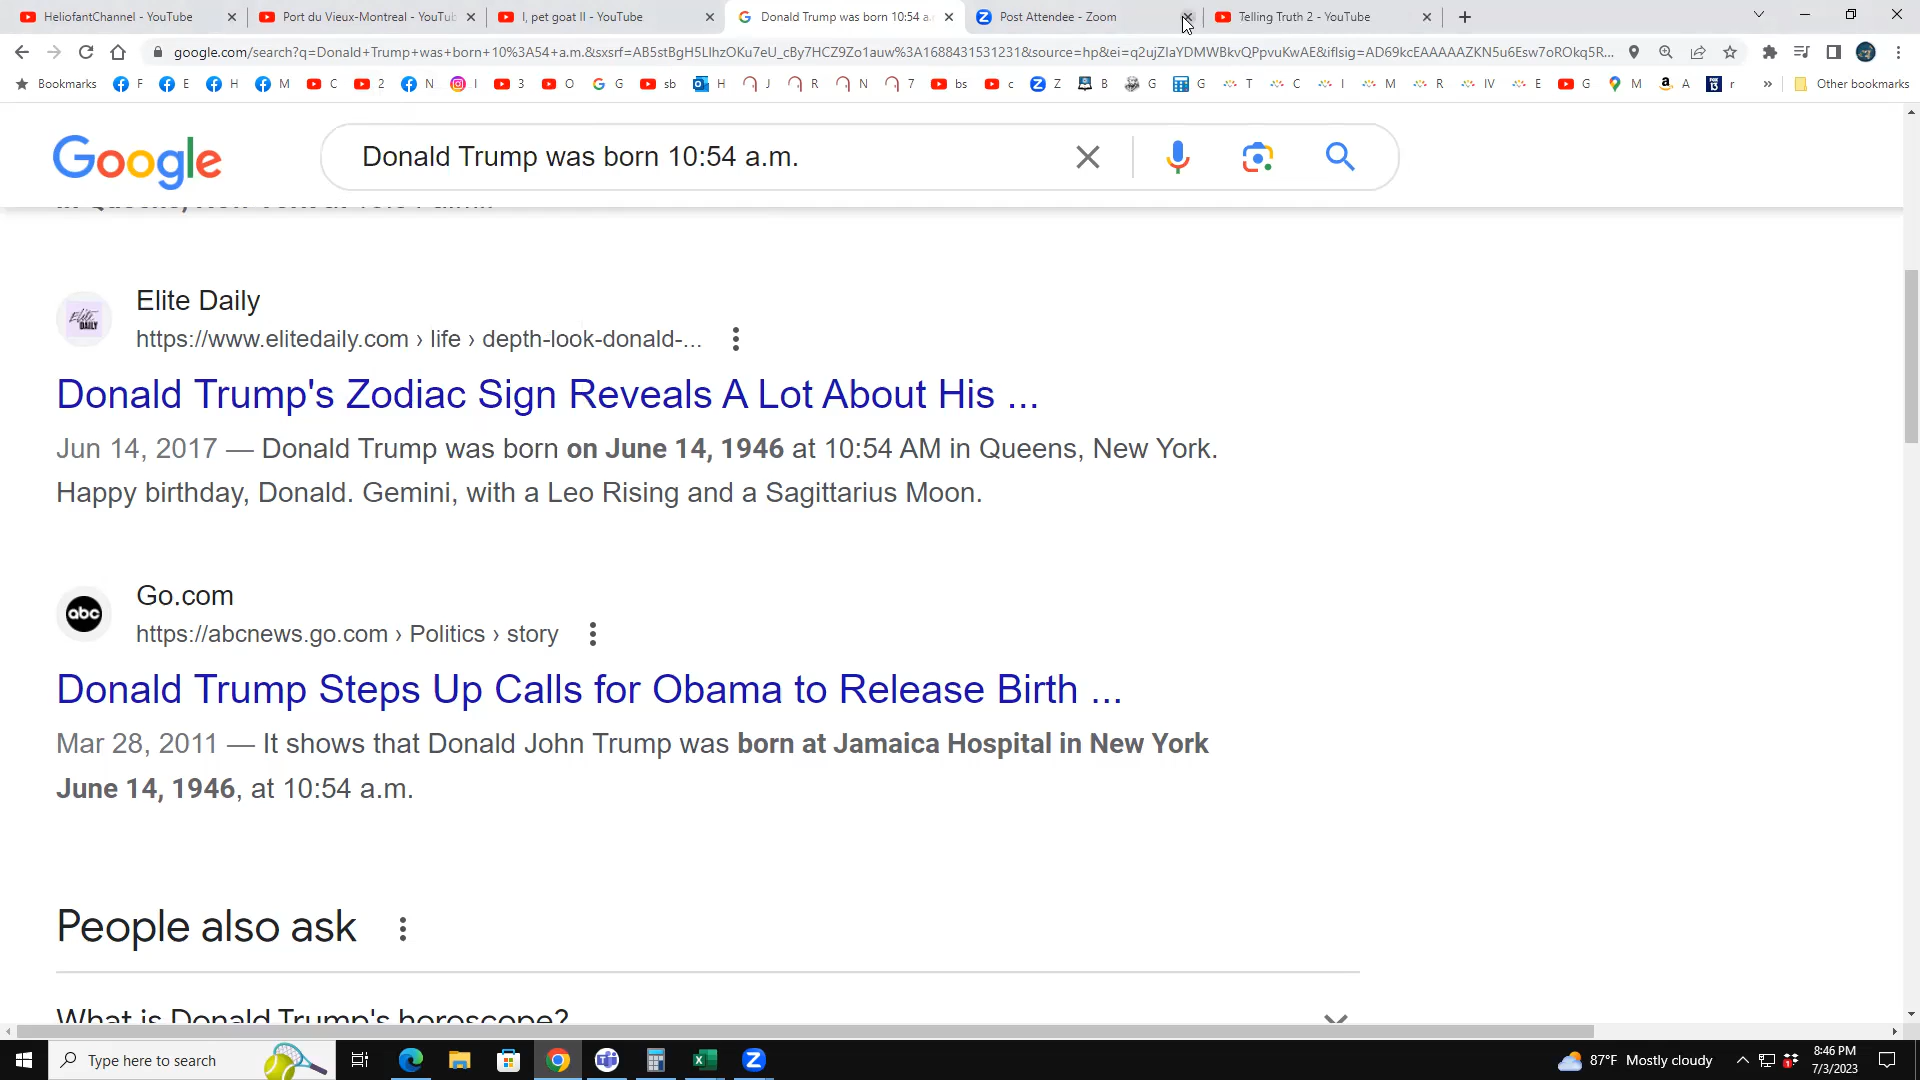 HeliofantChannel - YouTube
Port du Vieux-Montreal - YouTub
I, pet goat II - YouTube
Donald Trump was born 10:54 a.
Post Attendee - Zoom
Telling Truth 2 - YouTube
google.com/search?q=Donald+Trump+was+born+10%3A54+a.m.&sxsrf=AB5stBgH5LIhzOKu7eU_cBy7HCZ9Zo1auw%3A1688431531231&source=hp&ei=q2ujZIaYDMWBkvQPpvuKwAE&iflsig=AD69kcEAAAAAZKN5u6Esw7oROkq5R...
Bookmarks F E H M C 2 N I 3 O G sb H J R N 7 bs c Z B G G T C I M R IV E G M A r » Other bookmarks
Google
Donald Trump was born 10:54 a.m.
Elite Daily
https://www.elitedaily.com › life › depth-look-donald-...
Donald Trump's Zodiac Sign Reveals A Lot About His ...
Jun 14, 2017 — Donald Trump was born on June 14, 1946 at 10:54 AM in Queens, New York.
Happy birthday, Donald. Gemini, with a Leo Rising and a Sagittarius Moon.
abc
Go.com
https://abcnews.go.com › Politics › story
Donald Trump Steps Up Calls for Obama to Release Birth ...
Mar 28, 2011 — It shows that Donald John Trump was born at Jamaica Hospital in New York
June 14, 1946, at 10:54 a.m.
People also ask
What is Donald Trump's horoscope?
Type here to search
87°F Mostly cloudy
8:46 PM
7/3/2023